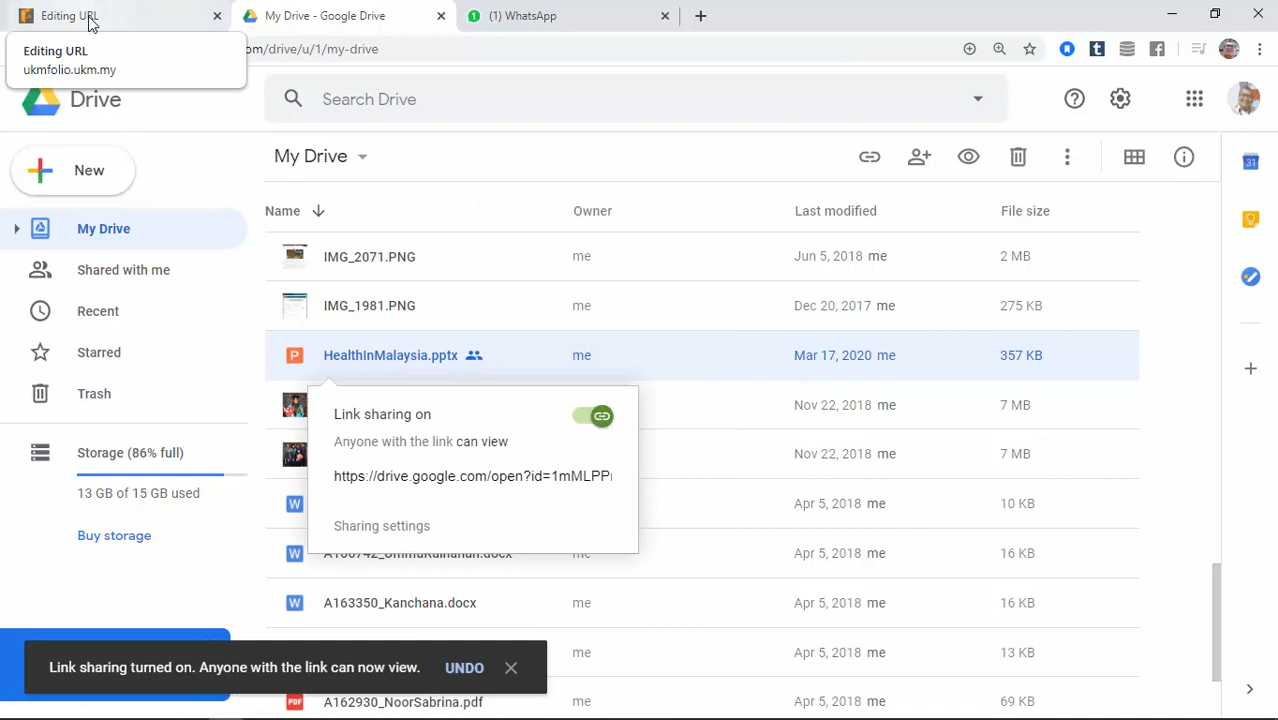 Editing URL
My Drive - Google Drive
(1) WhatsApp
Editing URL
ukmfolio.ukm.my
om/drive/u/1/my-drive
Drive
Search Drive
New
My Drive
My Drive
Shared with me
Recent
Starred
Trash
Storage (86% full)
13 GB of 15 GB used
Buy storage
Name
Owner
Last modified
File size
IMG_2071.PNG
me
Jun 5, 2018 me
2 MB
IMG_1981.PNG
me
Dec 20, 2017 me
275 KB
HealthInMalaysia.pptx
me
Mar 17, 2020 me
357 KB
Nov 22, 2018 me
7 MB
Nov 22, 2018 me
7 MB
Link sharing on
Anyone with the link can view
https://drive.google.com/open?id=1mMLPP
Sharing settings
Apr 5, 2018 me
10 KB
me
Apr 5, 2018 me
16 KB
A163350_Kanchana.docx
me
Apr 5, 2018 me
16 KB
me
Apr 5, 2018 me
13 KB
A162930_NoorSabrina.pdf
me
Apr 5, 2018 me
69 KB
Link sharing turned on. Anyone with the link can now view.
UNDO
31